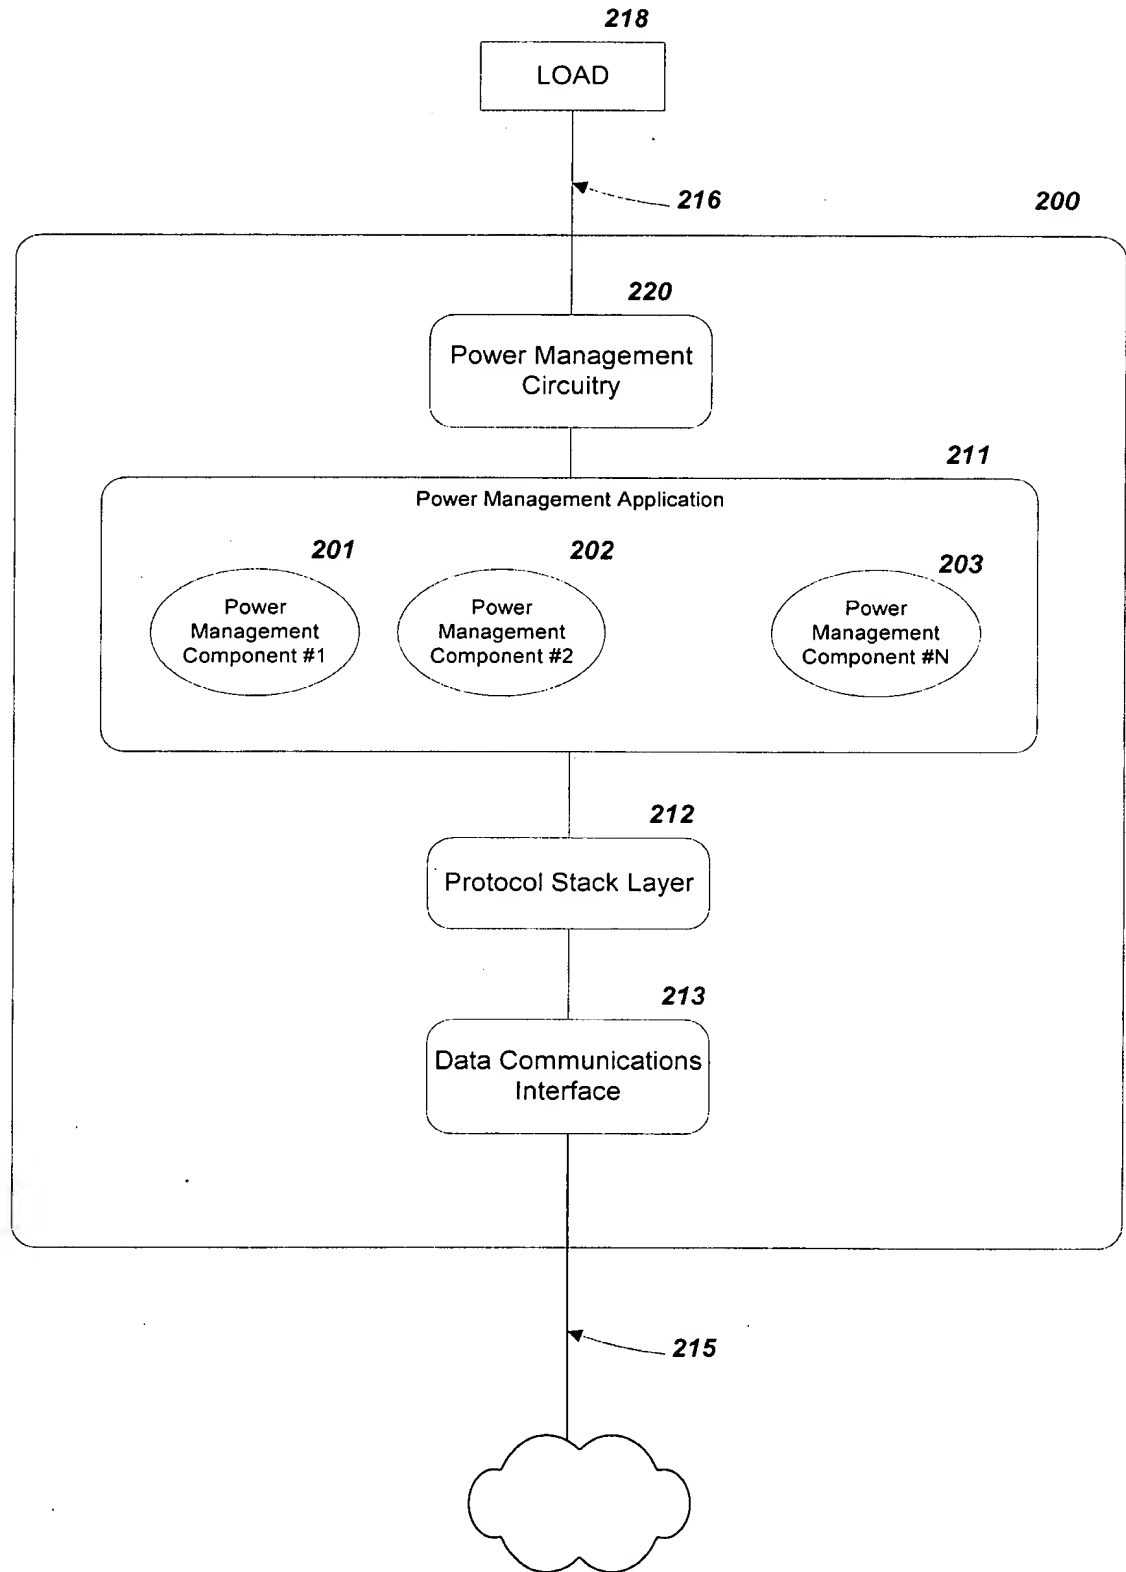 218
LOAD
216
200
220
Power Management
Circuitry
211
Power Management Application
201
202
203
Power
Management
Component #1
Power
Management
Component #2
Power
Management
Component #N
212
Protocol Stack Layer
213
Data Communications
Interface
215